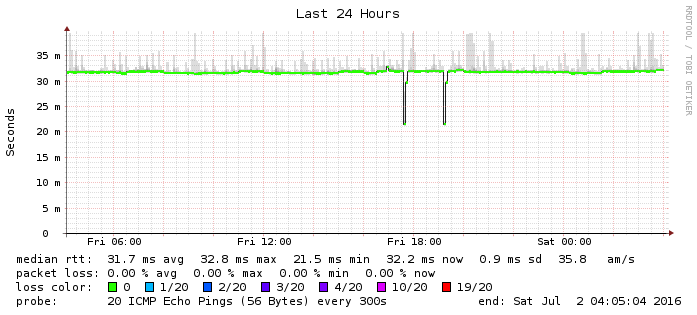 Last 24 Hours
RRDTOOL / TOBI OETIKER
Seconds
35 m
30 m
25 m
20 m
15 m
10 m
5 m
0
Fri 06:00 Fri 12:00 Fri 18:00 Sat 00:00
median rtt: 31.7 ms avg 32.8 ms max 21.5 ms min 32.2 ms now 0.9 ms sd 35.8 am/s
packet loss: 0.00 % avg 0.00 % max 0.00 % min 0.00 % now
loss color: 0 1/20 2/20 3/20 4/20 10/20 19/20
probe: 20 ICMP Echo Pings (56 Bytes) every 300s end: Sat Jul 2 04:05:04 2016